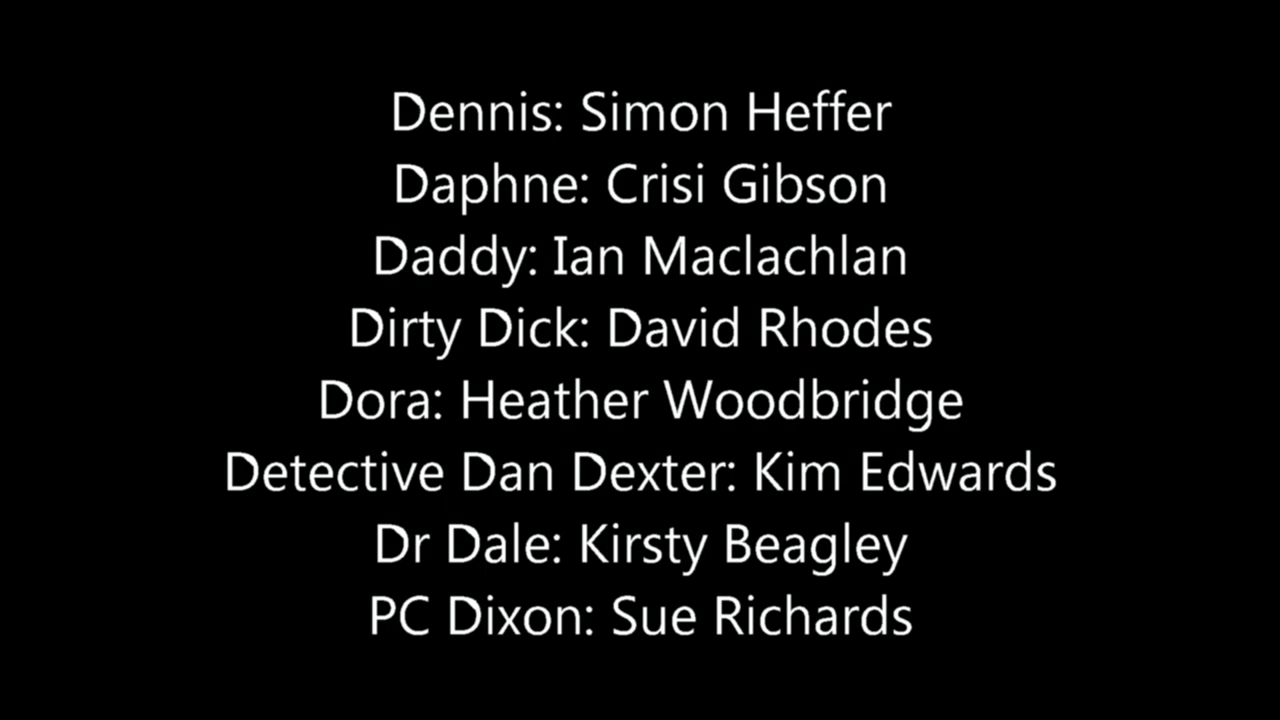 Dennis: Simon Heffer
Daphne: Crisi Gibson
Daddy: Ian Maclachlan
Dirty Dick: David Rhodes
Dora: Heather Woodbridge
Detective Dan Dexter: Kim Edwards
Dr Dale: Kirsty Beagley
PC Dixon: Sue Richards